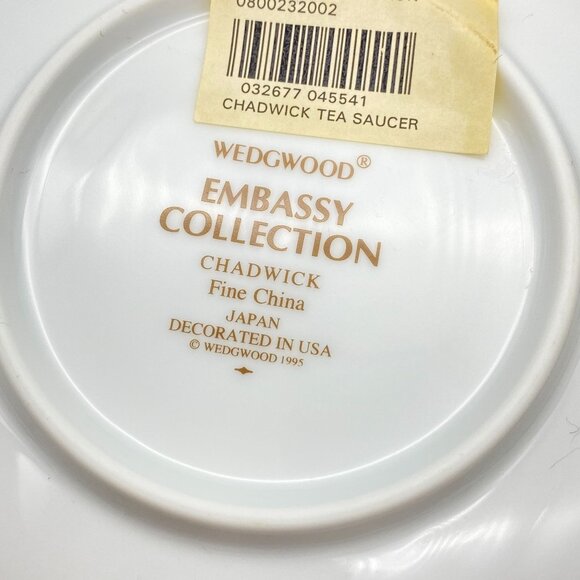 0800232002
032677 045541
CHADWICK TEA SAUCER
WEDGWOOD®
EMBASSY
COLLECTION
CHADWICK
Fine China
JAPAN
DECORATED IN USA
© WEDGWOOD 1995